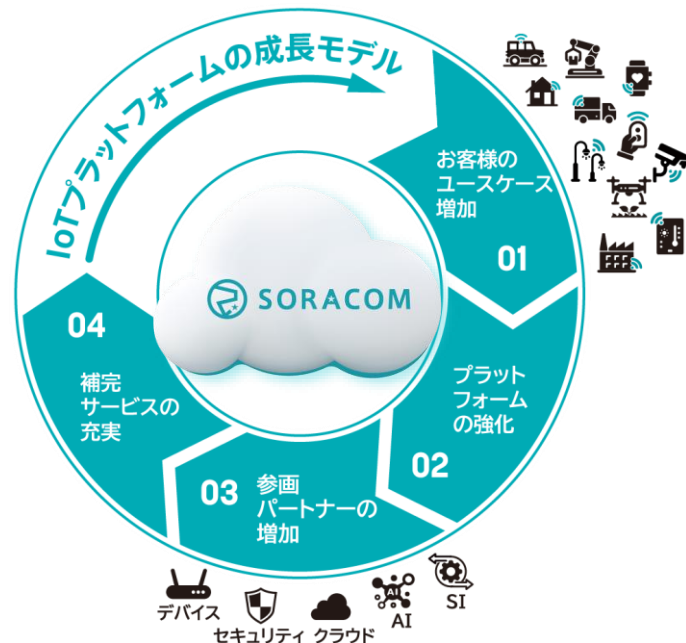 IoTプラットフォームの成長モデル
お客様の
ユースケース
増加
01
SORACOM
04
補完
サービスの
充実
プラット
フォーム
の強化
02
03
参画
パートナーの
増加
デバイス
セキュリティ
クラウド
AI
AI
SI